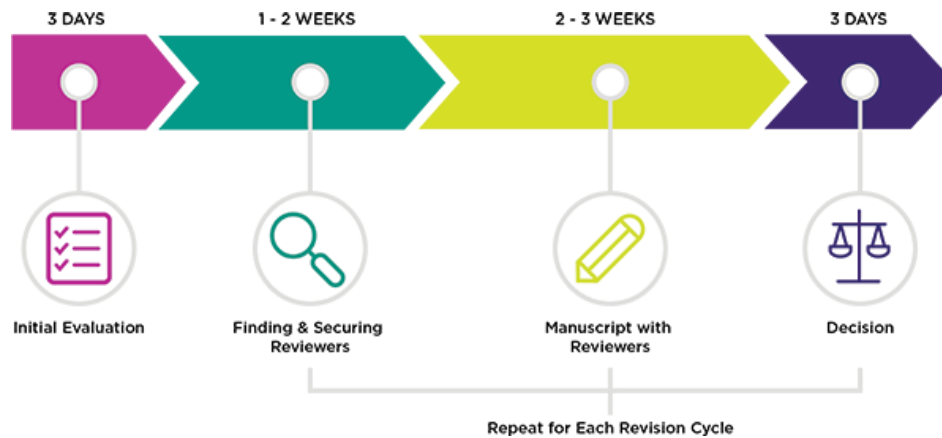 3 DAYS
1 - 2 WEEKS
2 - 3 WEEKS
3 DAYS
Initial Evaluation
Finding & Securing
Reviewers
Manuscript with
Reviewers
Decision
Repeat for Each Revision Cycle